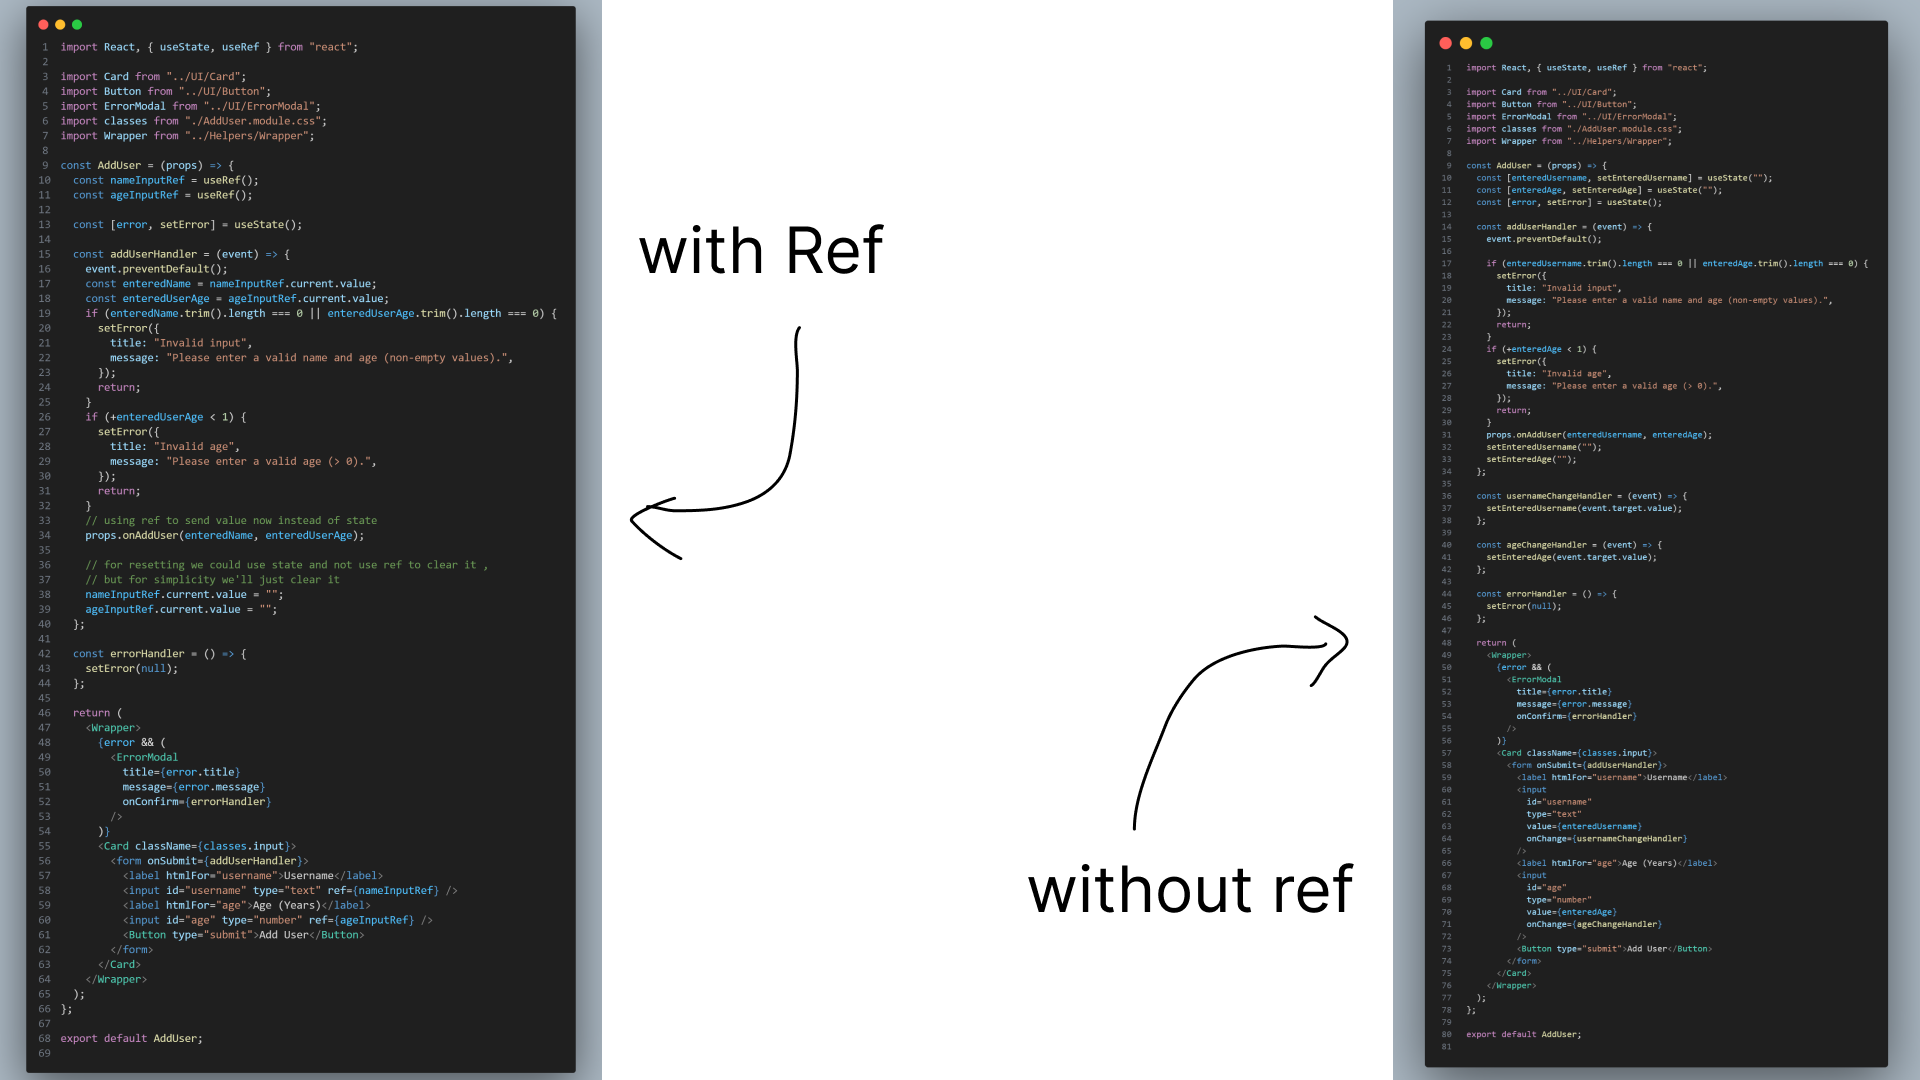 1 import React, { useState, useRef } from "react";
2
3 import Card from "../UI/Card";
4 import Button from "../UI/Button";
5 import ErrorModal from "../UI/ErrorModal";
6 import classes from "./AddUser.module.css";
7 import Wrapper from "../Helpers/Wrapper";
8
9 const AddUser = (props) => {
10   const nameInputRef = useRef();
11   const ageInputRef = useRef();
12
13   const [error, setError] = useState();
14
15   const addUserHandler = (event) => {
16     event.preventDefault();
17     const enteredName = nameInputRef.current.value;
18     const enteredUserAge = ageInputRef.current.value;
19     if (enteredName.trim().length === 0 || enteredUserAge.trim().length === 0) {
20       setError({
21         title: "Invalid input",
22         message: "Please enter a valid name and age (non-empty values).",
23       });
24       return;
25     }
26     if (+enteredUserAge < 1) {
27       setError({
28         title: "Invalid age",
29         message: "Please enter a valid age (> 0).",
30       });
31       return;
32     }
33     // using ref to send value now instead of state
34     props.onAddUser(enteredName, enteredUserAge);
35
36     // for resetting we could use state and not use ref to clear it ,
37     // but for simplicity we'll just clear it
38     nameInputRef.current.value = "";
39     ageInputRef.current.value = "";
40   };
41
42   const errorHandler = () => {
43     setError(null);
44   };
45
46   return (
47     <Wrapper>
48       {error && (
49         <ErrorModal
50           title={error.title}
51           message={error.message}
52           onConfirm={errorHandler}
53         />
54       )}
55       <Card className={classes.input}>
56         <form onSubmit={addUserHandler}>
57           <label htmlFor="username">Username</label>
58           <input id="username" type="text" ref={nameInputRef} />
59           <label htmlFor="age">Age (Years)</label>
60           <input id="age" type="number" ref={ageInputRef} />
61           <Button type="submit">Add User</Button>
62         </form>
63       </Card>
64     </Wrapper>
65   );
66 };
67
68 export default AddUser;
69
with Ref
without ref
1 import React, { useState, useRef } from "react";
2
3 import Card from "../UI/Card";
4 import Button from "../UI/Button";
5 import ErrorModal from "../UI/ErrorModal";
6 import classes from "./AddUser.module.css";
7 import Wrapper from "../Helpers/Wrapper";
8
9 const AddUser = (props) => {
10   const [enteredUsername, setEnteredUsername] = useState("");
11   const [enteredAge, setEnteredAge] = useState("");
12   const [error, setError] = useState();
13
14   const addUserHandler = (event) => {
15     event.preventDefault();
16
17     if (enteredUsername.trim().length === 0 || enteredAge.trim().length === 0) {
18       setError({
19         title: "Invalid input",
20         message: "Please enter a valid name and age (non-empty values).",
21       });
22       return;
23     }
24     if (+enteredAge < 1) {
25       setError({
26         title: "Invalid age",
27         message: "Please enter a valid age (> 0).",
28       });
29       return;
30     }
31     props.onAddUser(enteredUsername, enteredAge);
32     setEnteredUsername("");
33     setEnteredAge("");
34   };
35
36   const usernameChangeHandler = (event) => {
37     setEnteredUsername(event.target.value);
38   };
39
40   const ageChangeHandler = (event) => {
41     setEnteredAge(event.target.value);
42   };
43
44   const errorHandler = () => {
45     setError(null);
46   };
47
48   return (
49     <Wrapper>
50       {error && (
51         <ErrorModal
52           title={error.title}
53           message={error.message}
54           onConfirm={errorHandler}
55         />
56       )}
57       <Card className={classes.input}>
58         <form onSubmit={addUserHandler}>
59           <label htmlFor="username">Username</label>
60           <input
61             id="username"
62             type="text"
63             value={enteredUsername}
64             onChange={usernameChangeHandler}
65           />
66           <label htmlFor="age">Age (Years)</label>
67           <input
68             id="age"
69             type="number"
70             value={enteredAge}
71             onChange={ageChangeHandler}
72           />
73           <Button type="submit">Add User</Button>
74         </form>
75       </Card>
76     </Wrapper>
77   );
78 };
79
80 export default AddUser;
81